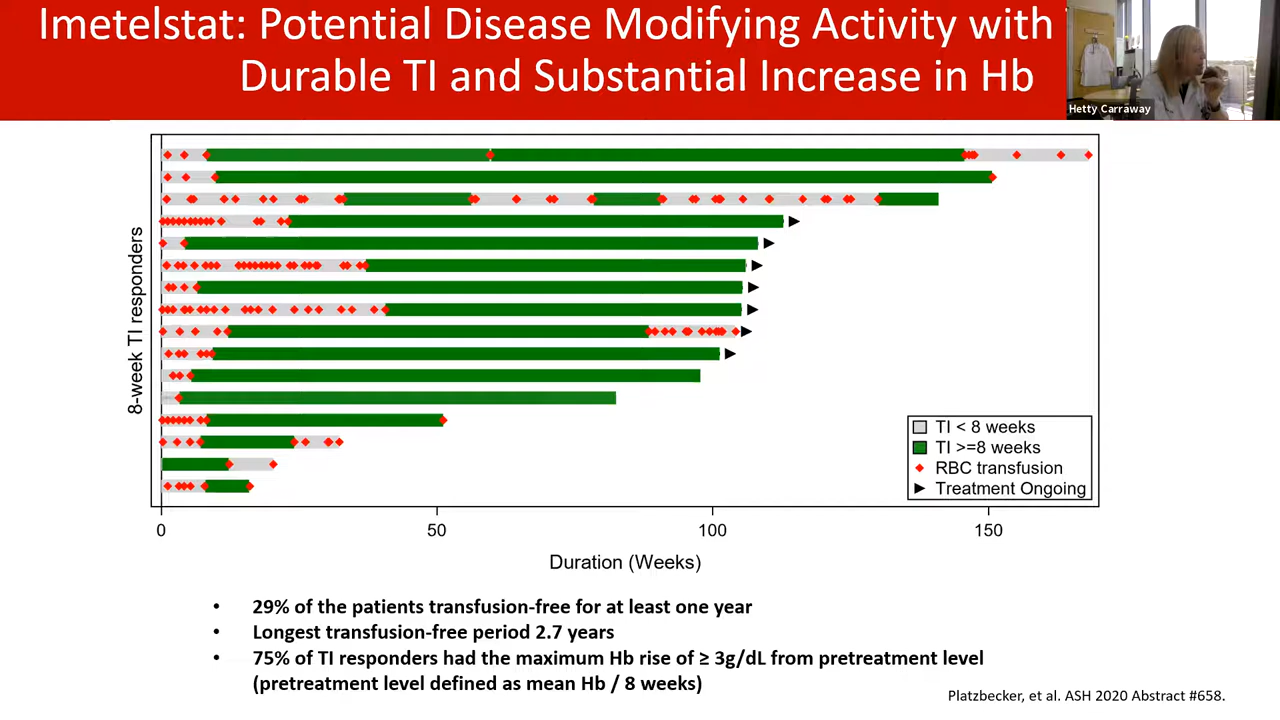 Imetelstat: Potential Disease Modifying Activity with
Durable TI and Substantial Increase in Hb
Hetty Carraway
8-week TI responders
TI < 8 weeks
TI >=8 weeks
RBC transfusion
Treatment Ongoing
0 50 100 150
Duration (Weeks)
• 29% of the patients transfusion-free for at least one year
• Longest transfusion-free period 2.7 years
• 75% of TI responders had the maximum Hb rise of ≥ 3g/dL from pretreatment level
(pretreatment level defined as mean Hb / 8 weeks)
Platzbecker, et al. ASH 2020 Abstract #658.